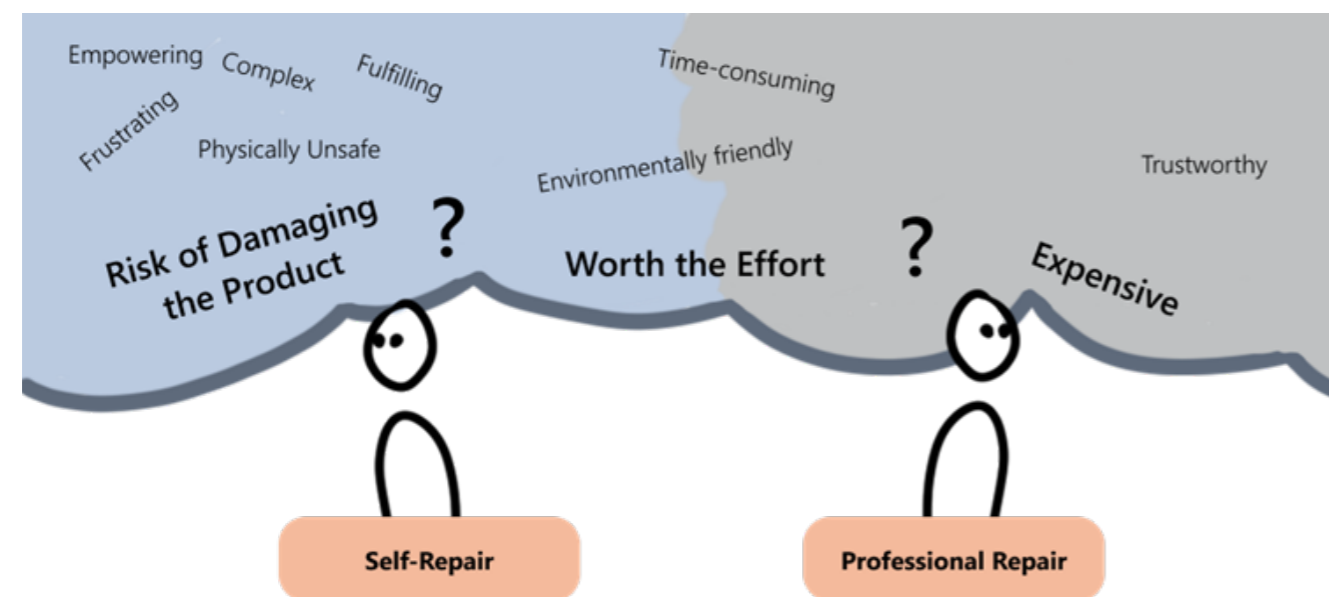 Empowering
Complex
Fulfilling
Time-consuming
Frustrating
Physically Unsafe
Environmentally friendly
Trustworthy
Risk of Damaging
the Product
?
Worth the Effort
?
Expensive
Self-Repair
Professional Repair